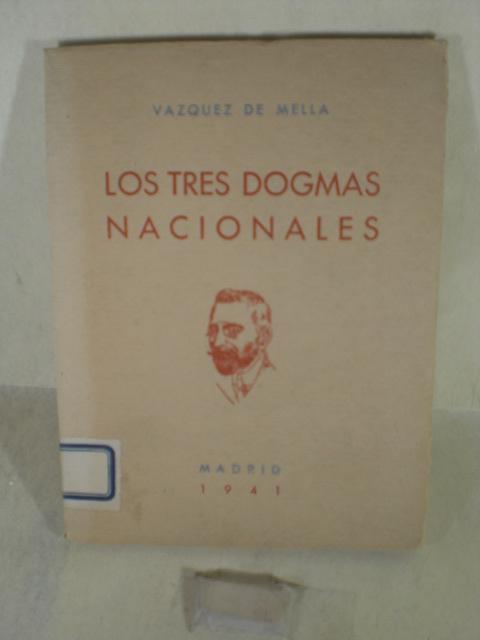 VAZQUEZ DE MELLA
LOS TRES DOGMAS
NACIONALES
MADRID
1941